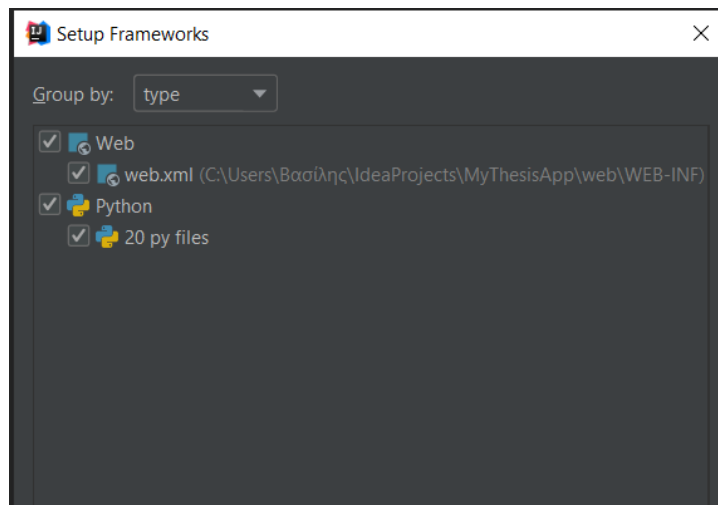 Setup Frameworks
Group by: type
Web
web.xml (C:\Users\Βασίλης\IdeaProjects\MyThesisApp\web\WEB-INF)
Python
20 py files